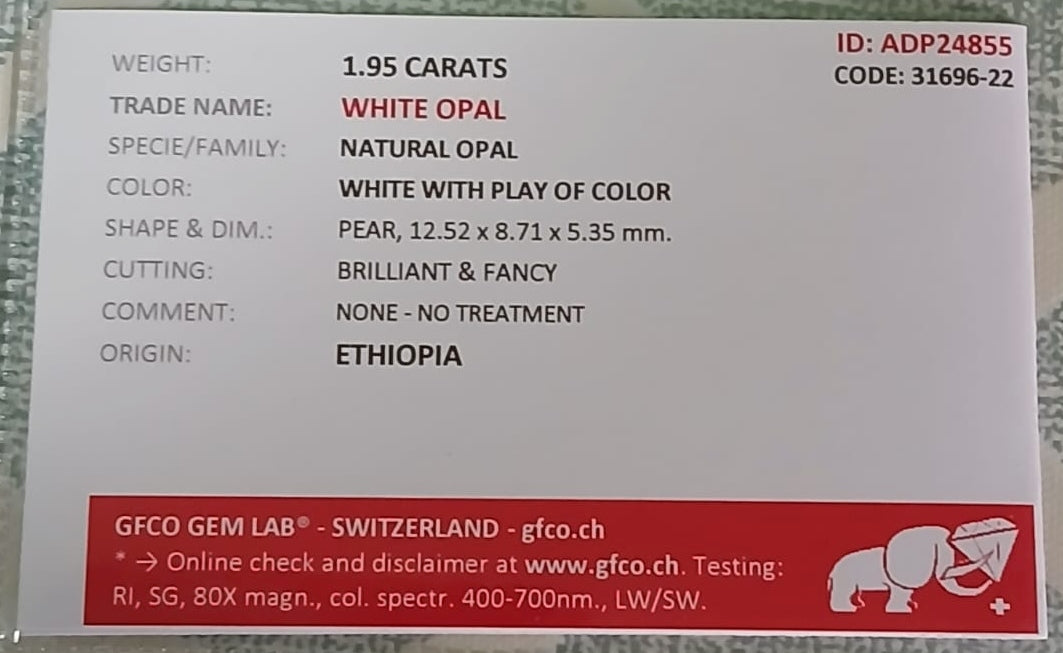 ID: ADP24855
CODE: 31696-22
WEIGHT: 1.95 CARATS
TRADE NAME: WHITE OPAL
SPECIE/FAMILY: NATURAL OPAL
COLOR: WHITE WITH PLAY OF COLOR
SHAPE & DIM.: PEAR, 12.52 x 8.71 x 5.35 mm.
CUTTING: BRILLIANT & FANCY
COMMENT: NONE - NO TREATMENT
ORIGIN: ETHIOPIA
GFCO GEM LAB® - SWITZERLAND - gfco.ch
* → Online check and disclaimer at www.gfco.ch. Testing:
RI, SG, 80X magn., col. spectr. 400-700nm., LW/SW.